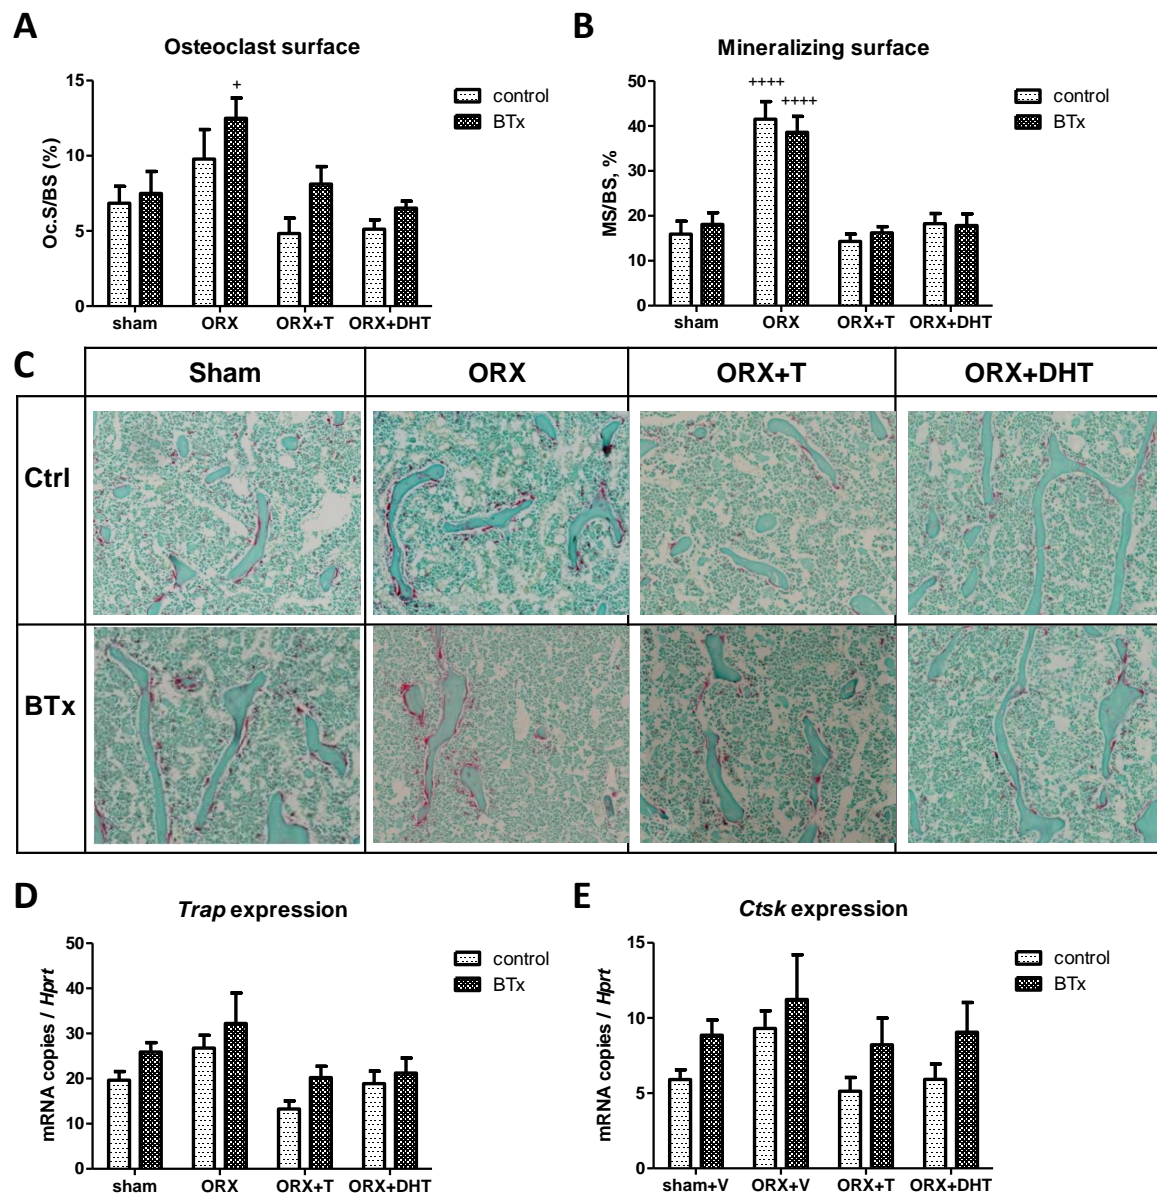 A
Osteoclast surface
Oc.S/BS (%)
15
10
5
0
+
control
BTx
sham
ORX
ORX+T
ORX+DHT
B
Mineralizing surface
MS/BS, %
50
40
30
20
10
0
++++
++++
control
BTx
sham
ORX
ORX+T
ORX+DHT
C
Sham
ORX
ORX+T
ORX+DHT
Ctrl
BTx
D
Trap expression
mRNA copies / Hprt
50
40
30
20
10
0
control
BTx
sham
ORX
ORX+T
ORX+DHT
E
Ctsk expression
mRNA copies / Hprt
15
10
5
0
control
BTx
sham+V
ORX+V
ORX+T
ORX+DHT